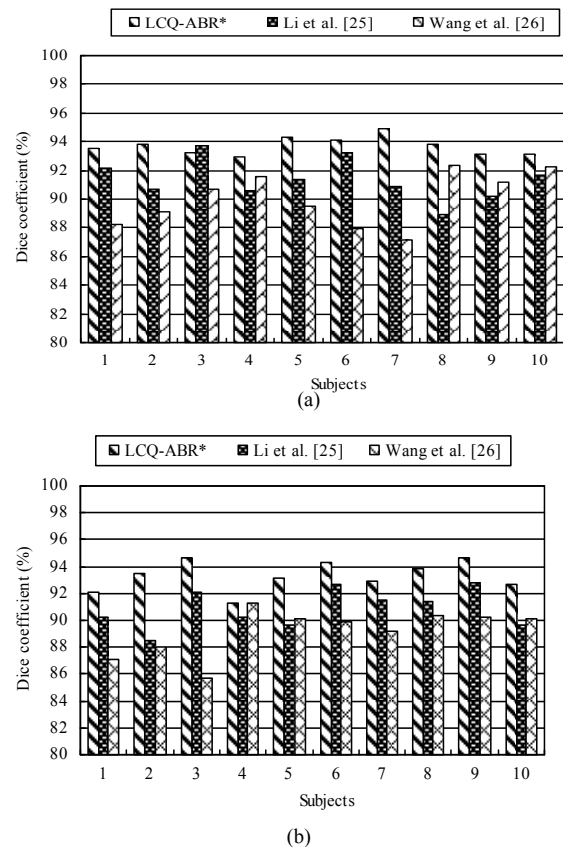 LCQ-ABR* Li et al. [25] Wang et al. [26]
100
98
96
94
92
90
88
86
84
82
80
Dice coefficient (%)
1 2 3 4 5 6 7 8 9 10
Subjects
(a)
LCQ-ABR* Li et al. [25] Wang et al. [26]
100
98
96
94
92
90
88
86
84
82
80
Dice coefficient (%)
1 2 3 4 5 6 7 8 9 10
Subjects
(b)